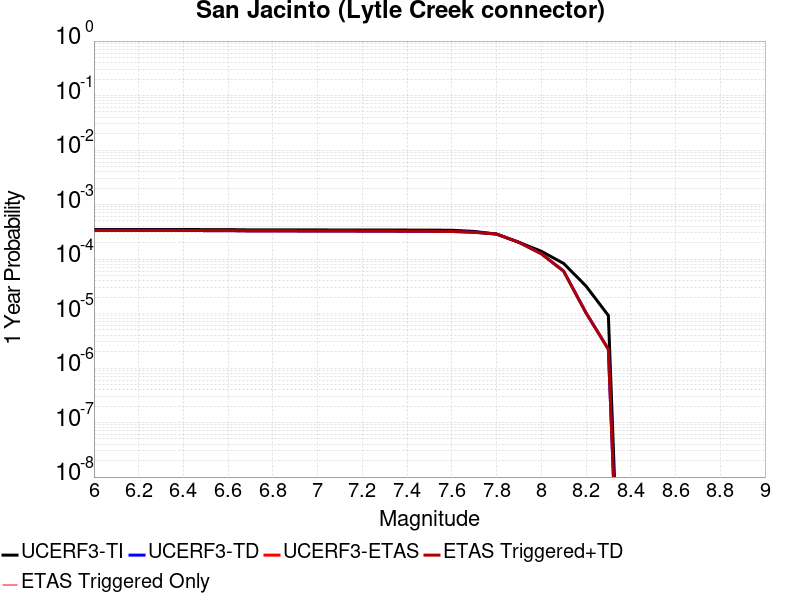 San Jacinto (Lytle Creek connector)
10^0
10^-1
10^-2
10^-3
10^-4
10^-5
10^-6
10^-7
10^-8
1 Year Probability
6 6.2 6.4 6.6 6.8 7 7.2 7.4 7.6 7.8 8 8.2 8.4 8.6 8.8 9
Magnitude
UCERF3-TI UCERF3-TD UCERF3-ETAS ETAS Triggered+TD
ETAS Triggered Only